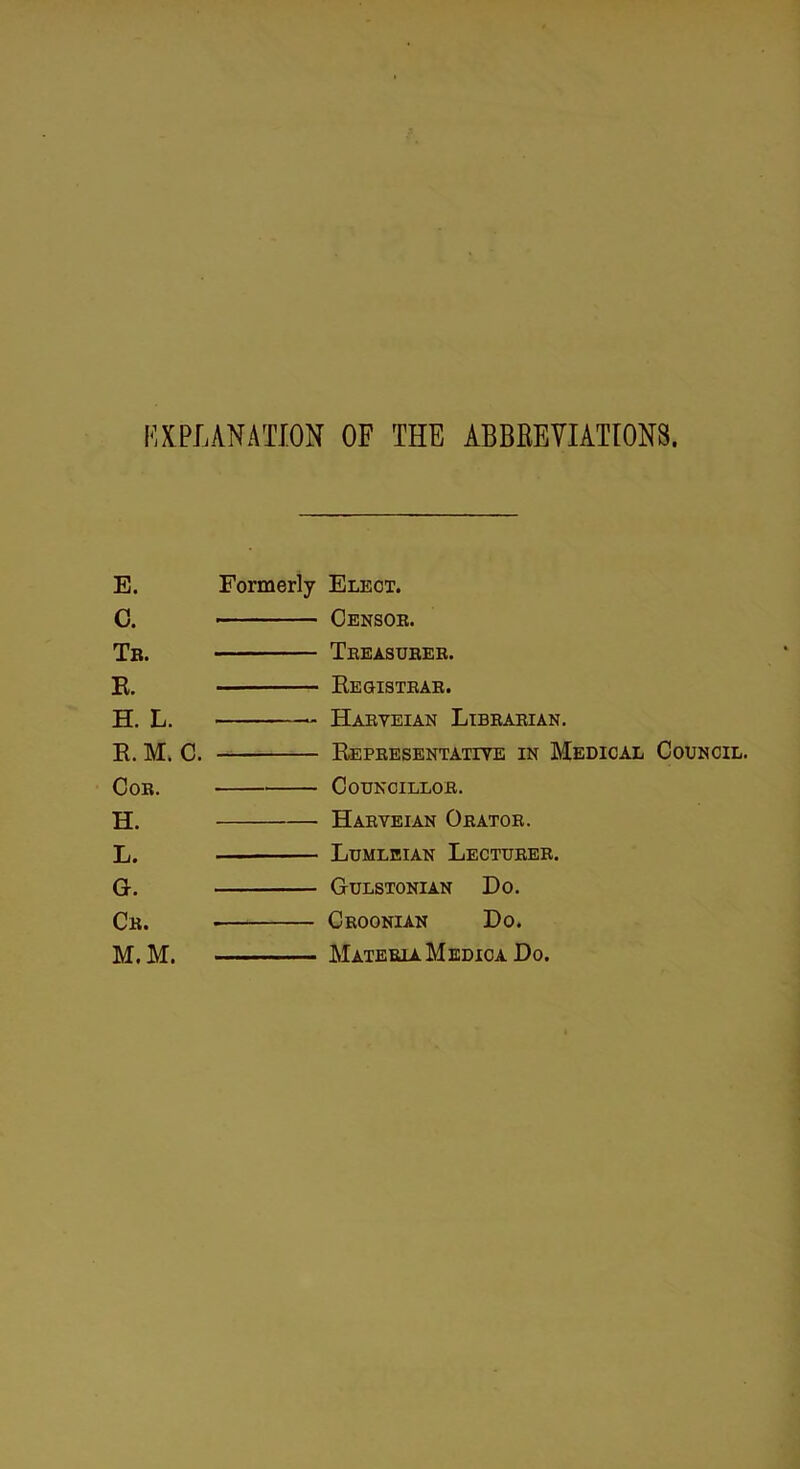 EXPLANATION OF THE ABBREVIATIONS.
E. Formerly Elect.
C. ——— Censor.
Tr. ——— Treasurer.
R. ——— Registrar.
H. L. ——— Harveian Librarian.
R. M. C. ——— Representative in Medical Council.
Cor. ——— Councillor.
H. ——— Harveian Orator.
L. ——— Lumleian Lecturer.
G. ——— Gulstonian Do.
Cr. ——— Croonian Do.
M. M. ——— Materia Medica Do.